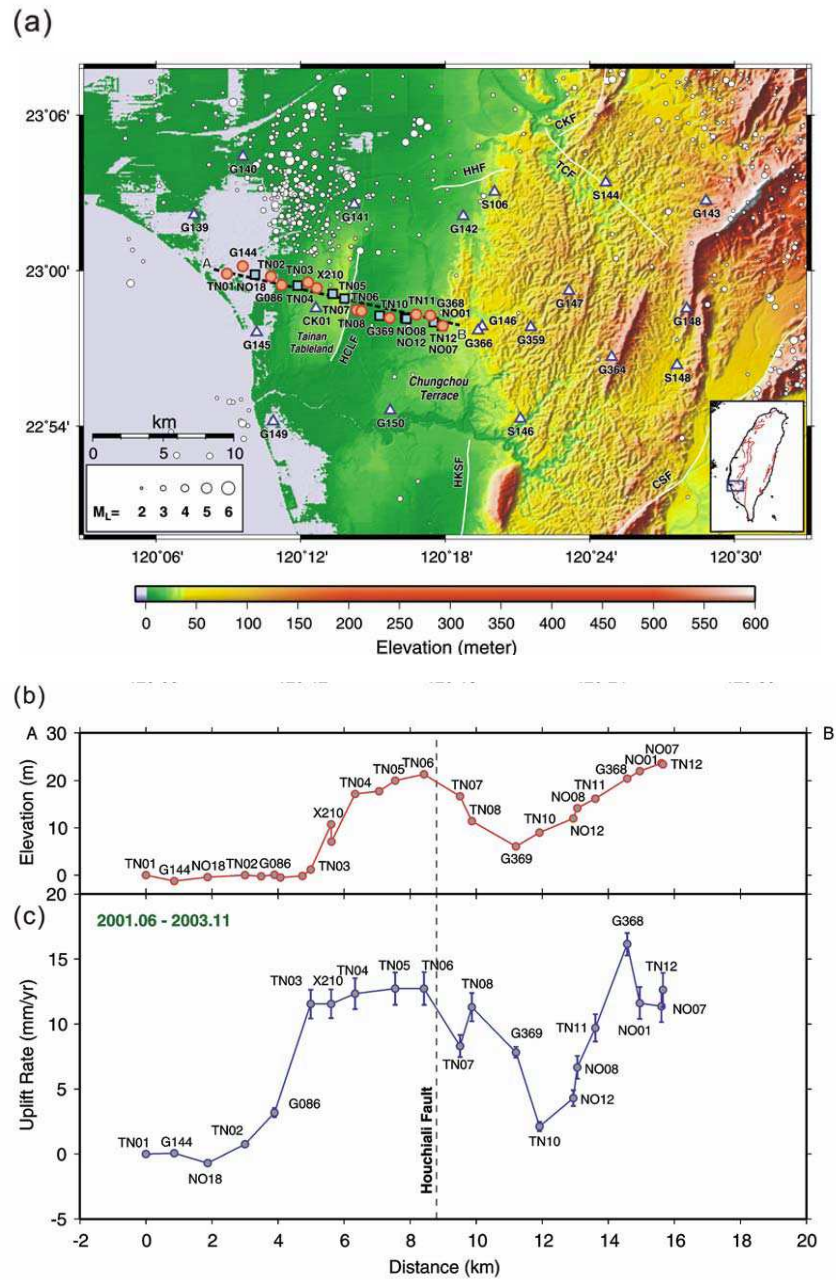 (a)
23°06'
23°00'
22°54'
CKF
TCF
HHF
G140
G139
G141
S106
G142
S144
G143
A
G144
TN01
NO18
TN02
G086
TN03
X210
TN04
TN05
TN06
CK01
TN07
TN08
TN10
G369
TN11
G368
NO01
NO08
NO12
TN12
NO07
B
G146
G366
G359
G147
G148
G364
S148
G145
Tainan
Tableland
HCLF
Chungchou
Terrace
G149
G150
S146
HKSF
CSF
km
0 5 10
ML= 2 3 4 5 6
120°06' 120°12' 120°18' 120°24' 120°30'
0 50 100 150 200 250 300 350 400 450 500 550 600
Elevation (meter)
(b)
A B
30
20
10
0
20
Elevation (m)
TN01
G144
NO18
TN02
G086
TN03
X210
TN04
TN05
TN06
TN07
TN08
G369
TN10
NO12
NO08
TN11
G368
NO01
NO07
TN12
(c)
2001.06 - 2003.11
15
10
5
0
-5
Uplift Rate (mm/yr)
TN01
G144
NO18
TN02
G086
TN03
X210
TN04
TN05
TN06
Houchiali Fault
TN07
TN08
G369
TN10
NO12
NO08
TN11
G368
NO01
TN12
NO07
-2 0 2 4 6 8 10 12 14 16 18 20
Distance (km)